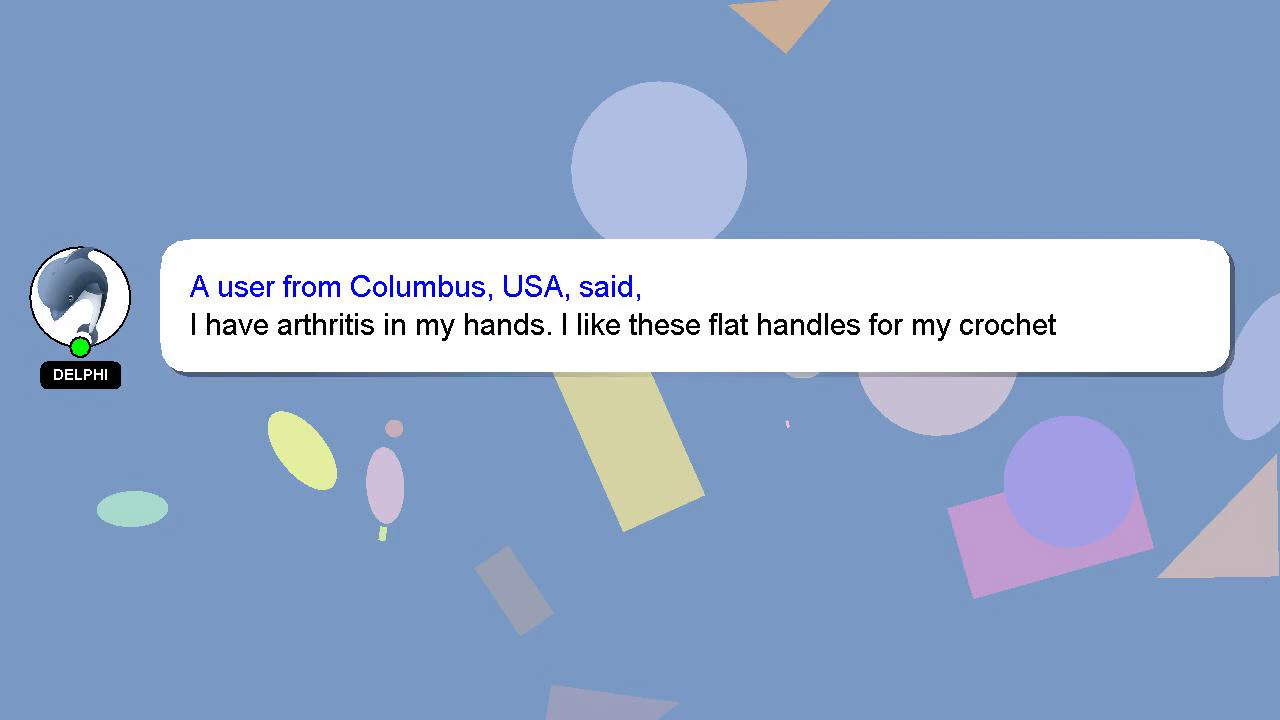 A user from Columbus, USA, said,
I have arthritis in my hands. I like these flat handles for my crochet
DELPHI